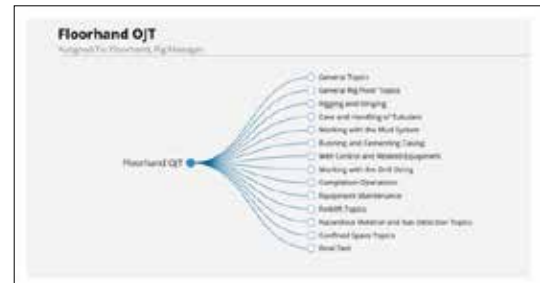 Floorhand OJT
Assigned To: Floorhand, Rig Manager
Floorhand OJT
General Topics
General Rig Floor Topics
Rigging and Slinging
Care and Handling of Tubulars
Working with the Mud System
Running and Cementing Casing
Well Control and Related Equipment
Working with the Drill String
Completion Operations
Equipment Maintenance
Forklift Topics
Hazardous Material and Gas Detection Topics
Confined Space Topics
Final Test